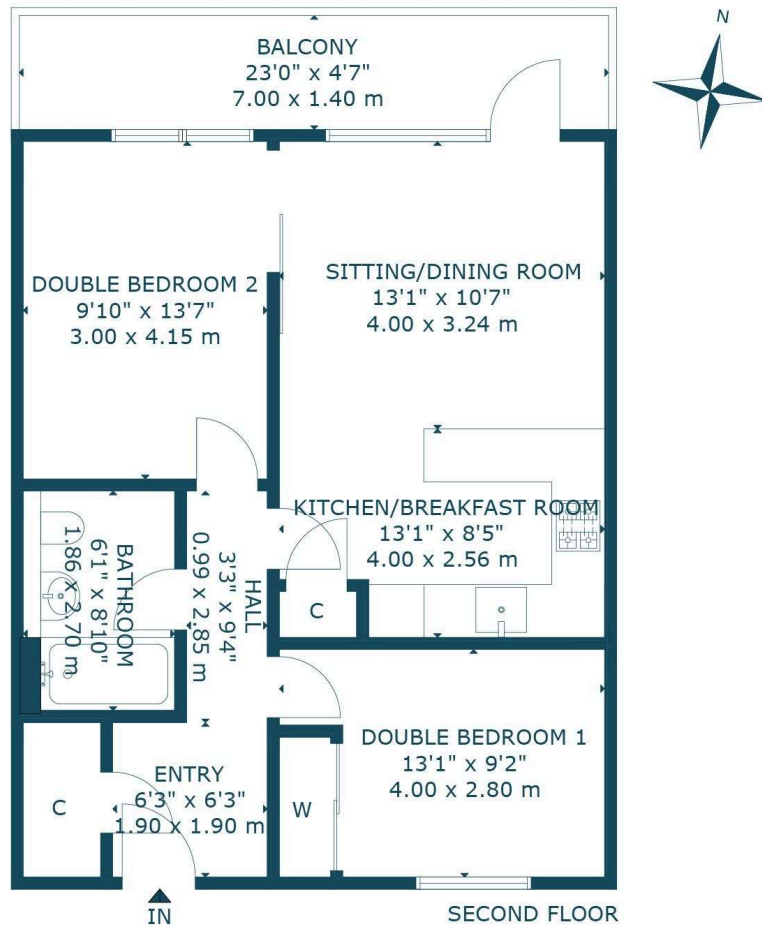 N
BALCONY
23'0" x 4'7"
7.00 x 1.40 m
DOUBLE BEDROOM 2
9'10" x 13'7"
3.00 x 4.15 m
SITTING/DINING ROOM
13'1" x 10'7"
4.00 x 3.24 m
KITCHEN/BREAKFAST ROOM
13'1" x 8'5"
4.00 x 2.56 m
BATHROOM
6'1" x 8'10"
1.86 x 2.70 m
HALL
3'3" x 9'4"
0.99 x 2.85 m
C
DOUBLE BEDROOM 1
13'1" x 9'2"
4.00 x 2.80 m
ENTRY
6'3" x 6'3"
1.90 x 1.90 m
C
W
IN
SECOND FLOOR